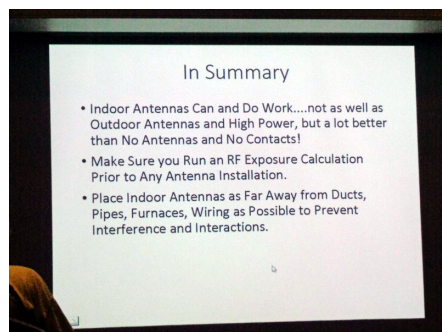 In Summary
• Indoor Antennas Can and Do Work....not as well as
Outdoor Antennas and High Power, but a lot better
than No Antennas and No Contacts!
• Make Sure you Run an RF Exposure Calculation
Prior to Any Antenna Installation.
• Place Indoor Antennas as Far Away from Ducts,
Pipes, Furnaces, Wiring as Possible to Prevent
Interference and Interactions.